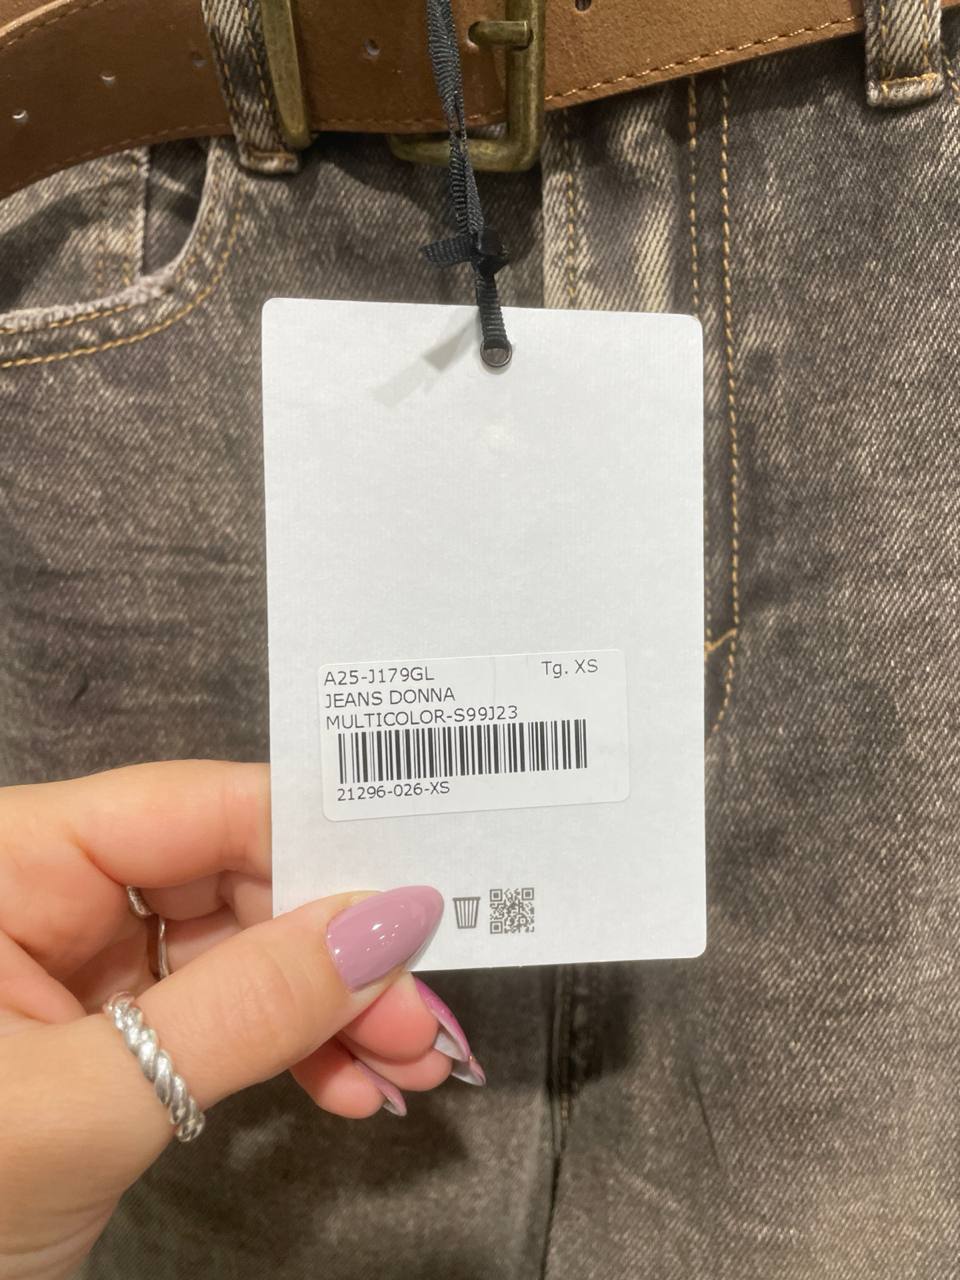 A25-J179GL Tg. XS
JEANS DONNA
MULTICOLOR-S99J23
21296-026-XS